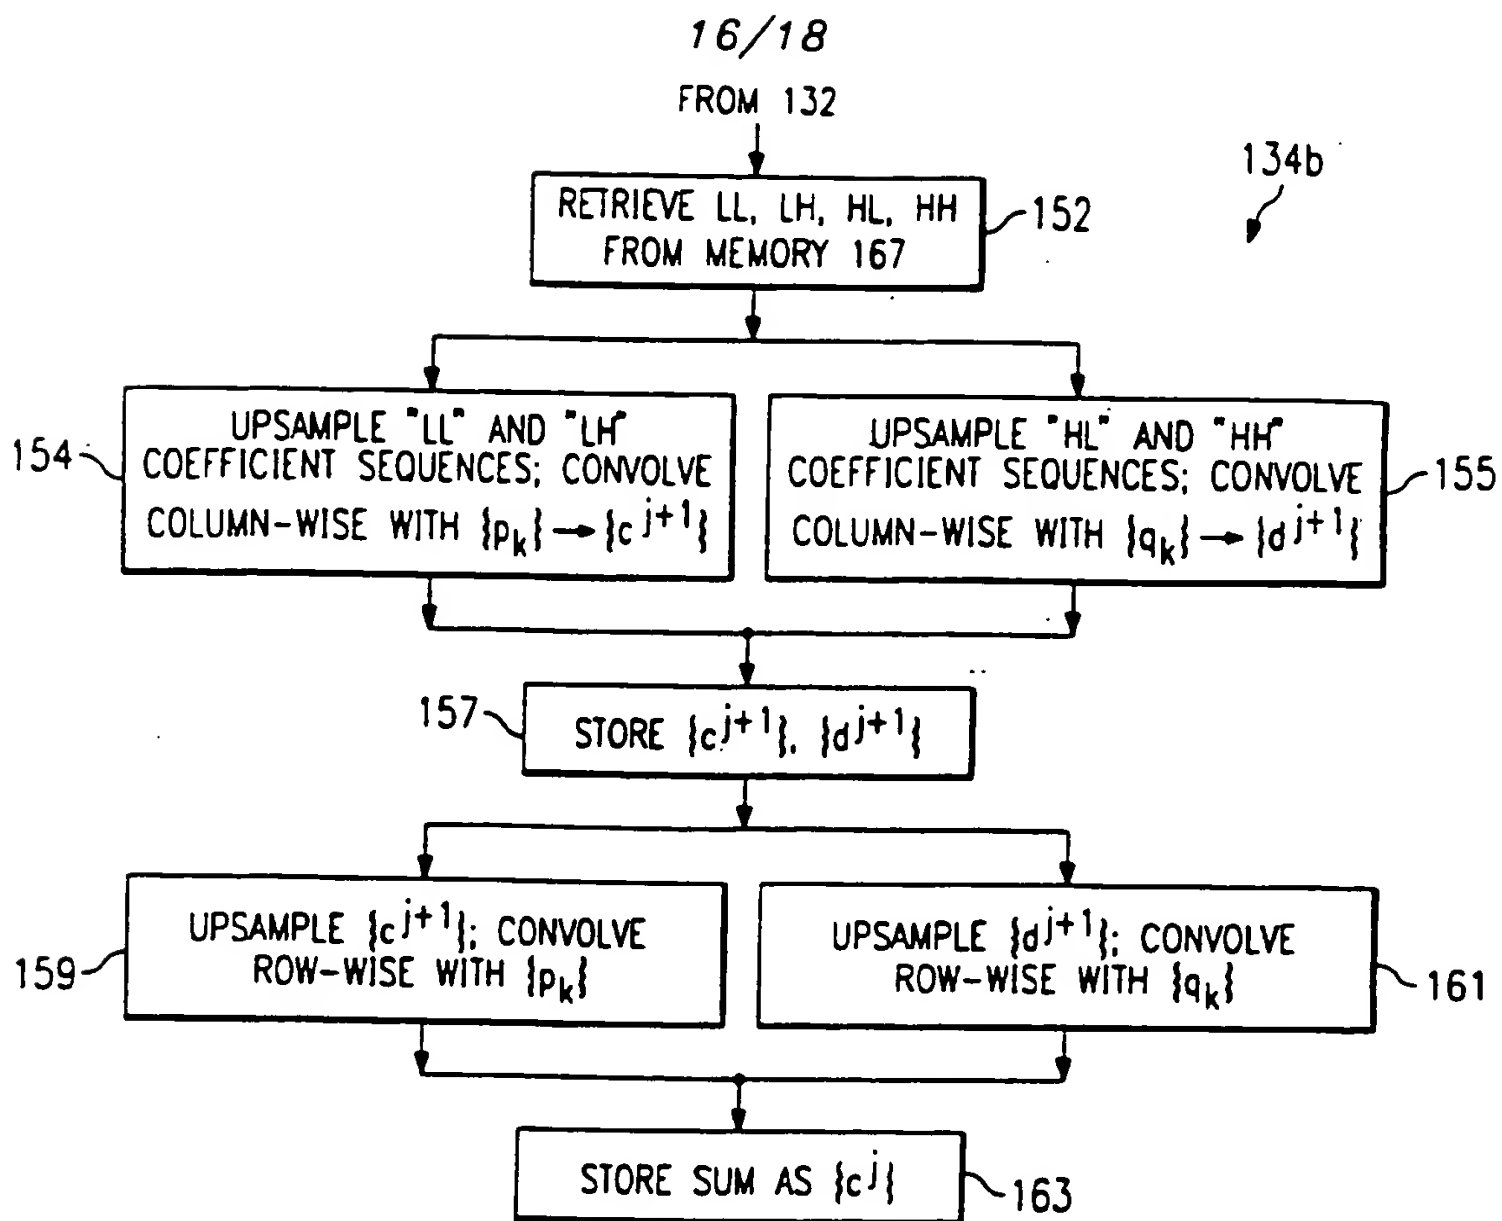 16/18
FROM 132
134b
RETRIEVE LL, LH, HL, HH
FROM MEMORY 167
152
UPSAMPLE "LL" AND "LH"
COEFFICIENT SEQUENCES; CONVOLVE
COLUMN-WISE WITH {pk} → {c j+1}
154
UPSAMPLE "HL" AND "HH"
COEFFICIENT SEQUENCES; CONVOLVE
COLUMN-WISE WITH {qk} → {d j+1}
155
157
STORE {c j+1}, {d j+1}
UPSAMPLE {c j+1}; CONVOLVE
ROW-WISE WITH {pk}
159
UPSAMPLE {d j+1}; CONVOLVE
ROW-WISE WITH {qk}
161
STORE SUM AS {c j}
163